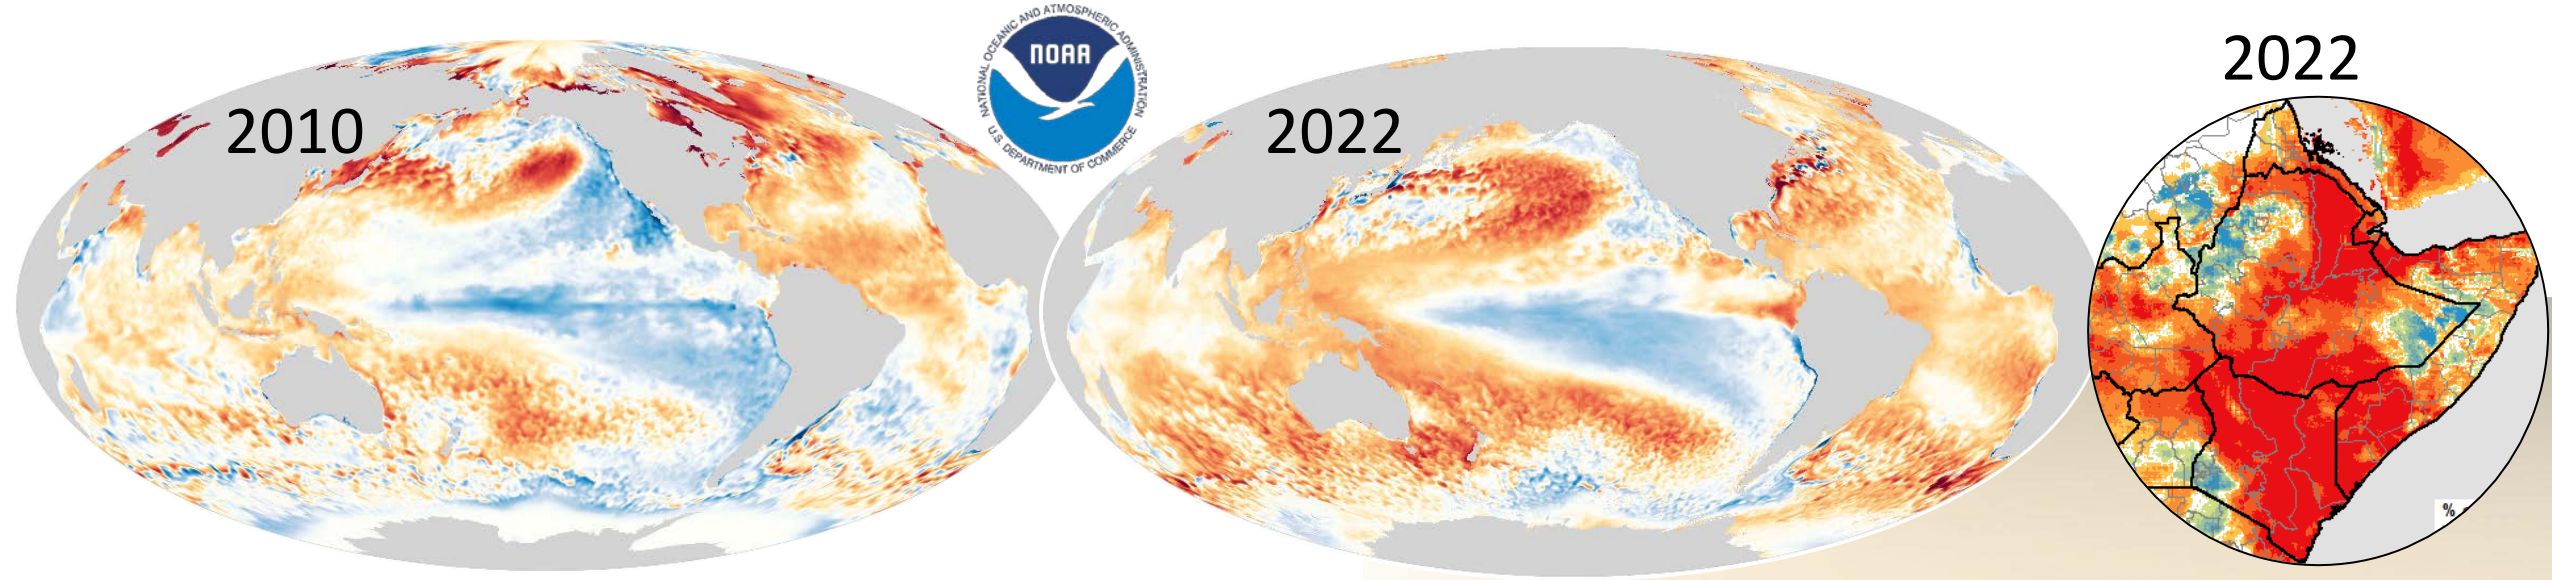 2010
NATIONAL OCEANIC AND ATMOSPHERIC ADMINISTRATION
NOAA
U.S. DEPARTMENT OF COMMERCE
2022
2022
%